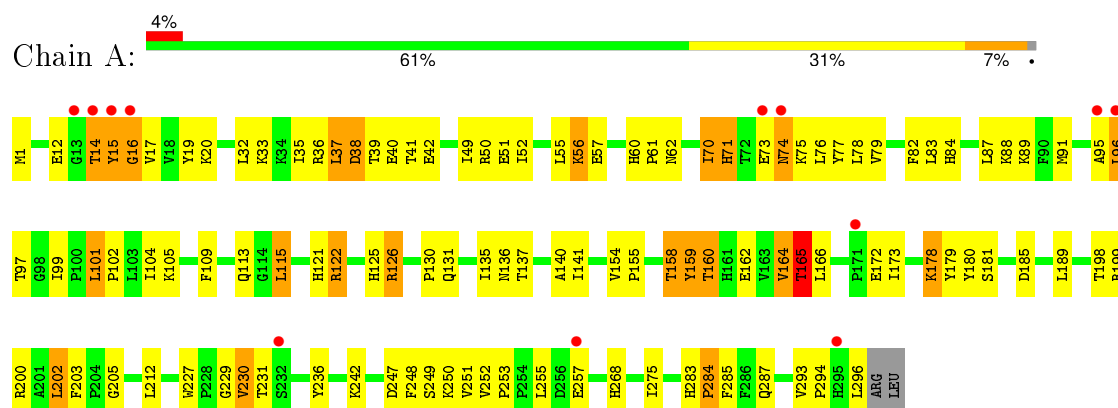 4%
Chain A:
61% 31% 7% •
M1 E12 G13 T14 Y15 G16 V17 V18 Y19 K20 L32 K33 K34 I35 R36 L37 D38 T39 E40 T41 E42 I49 R50 E51 I52 L55 K56 E57 H60 P61 N62 I70 H71 T72 E73 N74 K75 L76 Y77 L78 V79 F82 L83 H84 L87 K88 K89 F90 M91 A95 L96
T97 G98 I99 P100 L101 P102 L103 I104 K105 F109 Q113 G114 L115 H121 R122 H125 R126 P130 Q131 I135 N136 T137 A140 I141 V154 P155 T158 Y159 T160 H161 E162 V163 V164 T165 L166 P171 E172 I173 K178 Y179 Y180 S181 D185 L189 T198 R199
R200 A201 L202 F203 P204 G205 L212 W227 P228 G229 V230 T231 S232 Y236 K242 D247 F248 S249 K250 V251 V252 P253 P254 L255 D256 E257 H268 I275 H283 P284 F285 F286 Q287 V293 P294 H295 L296 ARG LEU